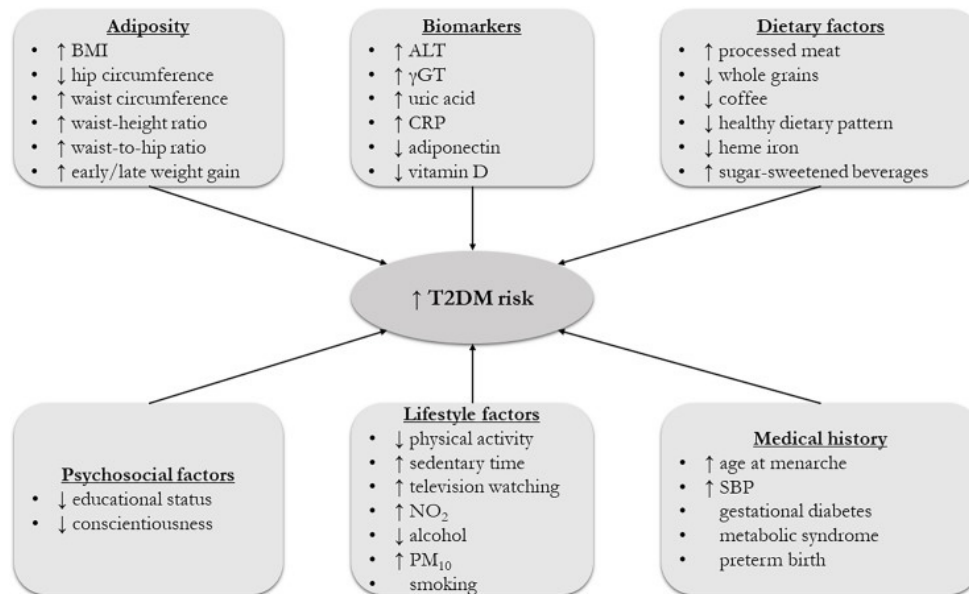 Adiposity
• ↑ BMI
• ↓ hip circumference
• ↑ waist circumference
• ↑ waist-height ratio
• ↑ waist-to-hip ratio
• ↑ early/late weight gain
Biomarkers
• ↑ ALT
• ↑ γGT
• ↑ uric acid
• ↑ CRP
• ↓ adiponectin
• ↓ vitamin D
Dietary factors
• ↑ processed meat
• ↓ whole grains
• ↓ coffee
• ↓ healthy dietary pattern
• ↓ heme iron
• ↑ sugar-sweetened beverages
↑ T2DM risk
Psychosocial factors
• ↓ educational status
• ↓ conscientiousness
Lifestyle factors
• ↓ physical activity
• ↑ sedentary time
• ↑ television watching
• ↑ NO₂
• ↓ alcohol
• ↑ PM₁₀
• smoking
Medical history
• ↑ age at menarche
• ↑ SBP
• gestational diabetes
• metabolic syndrome
• preterm birth